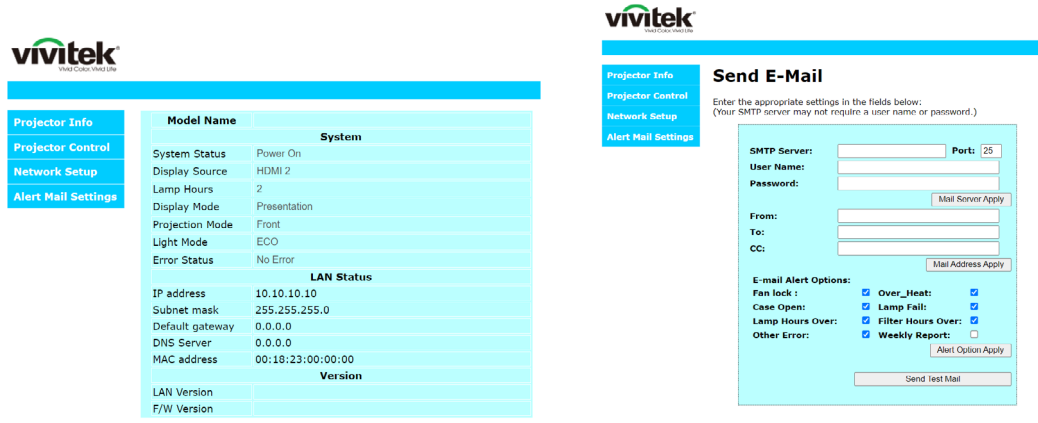 vivitek®
Vivid Color, Vivid Life
Projector Info
Projector Control
Network Setup
Alert Mail Settings
Model Name
System
System Status Power On
Display Source HDMI 2
Lamp Hours 2
Display Mode Presentation
Projection Mode Front
Light Mode ECO
Error Status No Error
LAN Status
IP address 10.10.10.10
Subnet mask 255.255.255.0
Default gateway 0.0.0.0
DNS Server 0.0.0.0
MAC address 00:18:23:00:00:00
Version
LAN Version
F/W Version
vivitek®
Vivid Color, Vivid Life
Projector Info
Projector Control
Network Setup
Alert Mail Settings
Send E-Mail
Enter the appropriate settings in the fields below:
(Your SMTP server may not require a user name or password.)
SMTP Server: Port: 25
User Name:
Password:
Mail Server Apply
From:
To:
CC:
Mail Address Apply
E-mail Alert Options:
Fan lock : Over_Heat:
Case Open: Lamp Fail:
Lamp Hours Over: Filter Hours Over:
Other Error: Weekly Report:
Alert Option Apply
Send Test Mail